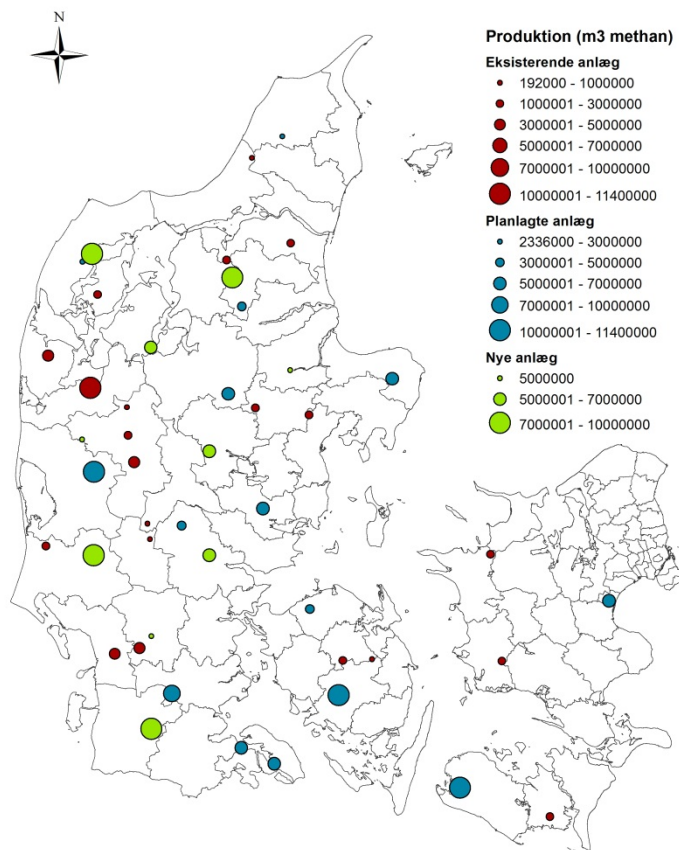 N
Produktion (m3 methan)
Eksisterende anlæg
192000 - 1000000
1000001 - 3000000
3000001 - 5000000
5000001 - 7000000
7000001 - 10000000
10000001 - 11400000
Planlagte anlæg
2336000 - 3000000
3000001 - 5000000
5000001 - 7000000
7000001 - 10000000
10000001 - 11400000
Nye anlæg
5000000
5000001 - 7000000
7000001 - 10000000